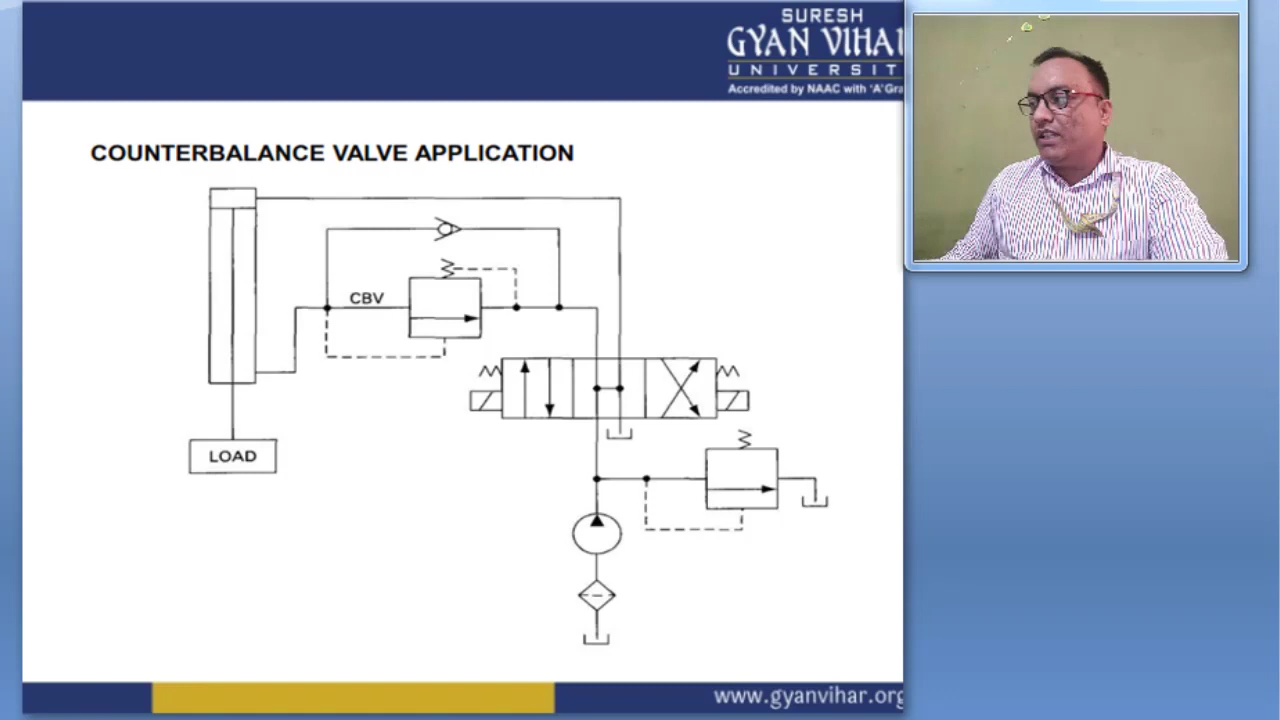 SURESH
GYAN VIHAR
UNIVERSIT
Accredited by NAAC with 'A' Gra
COUNTERBALANCE VALVE APPLICATION
CBV
LOAD
www.gyanvihar.org